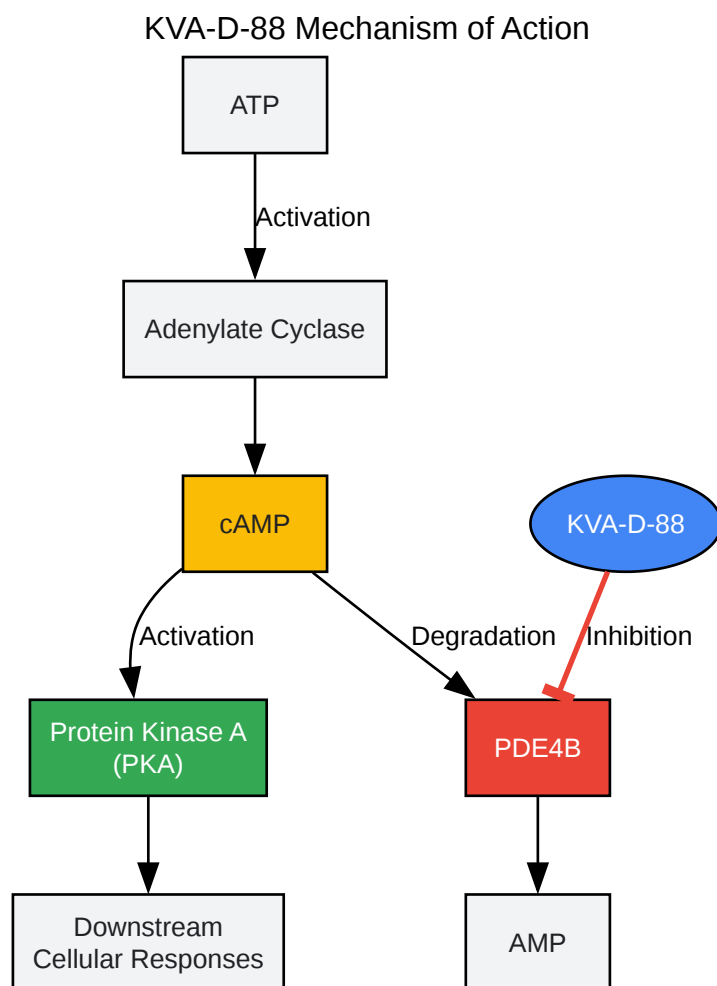 KVA-D-88 Mechanism of Action
ATP
Activation
Adenylate Cyclase
cAMP
KVA-D-88
Activation
Degradation
Inhibition
Protein Kinase A
(PKA)
PDE4B
Downstream
Cellular Responses
AMP